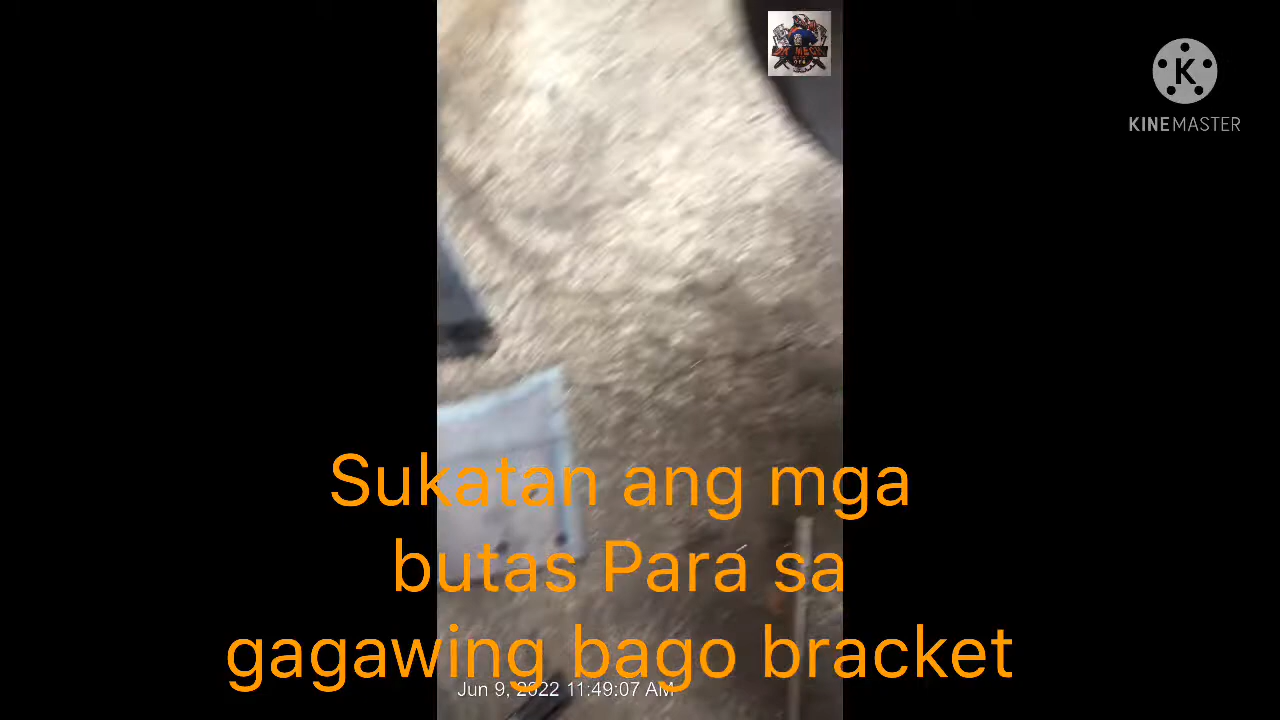 KINEMASTER
Sukatan ang mga
butas Para sa
gagawing bago bracket
Jun 9, 2022 11:49:07 AM